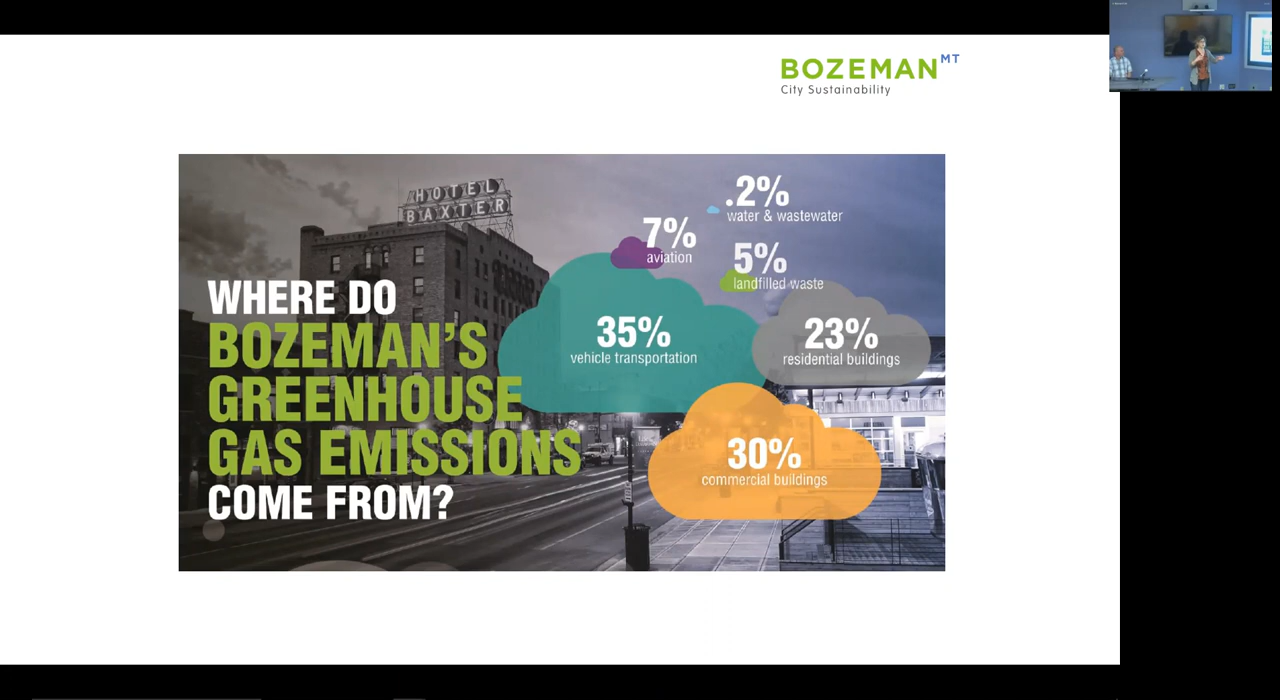 BOZEMAN MT
City Sustainability
HOTEL
BAXTER
WHERE DO
BOZEMAN'S
GREENHOUSE
GAS EMISSIONS
COME FROM?
.2%
water & wastewater
7%
aviation
5%
landfilled waste
35%
vehicle transportation
23%
residential buildings
30%
commercial buildings